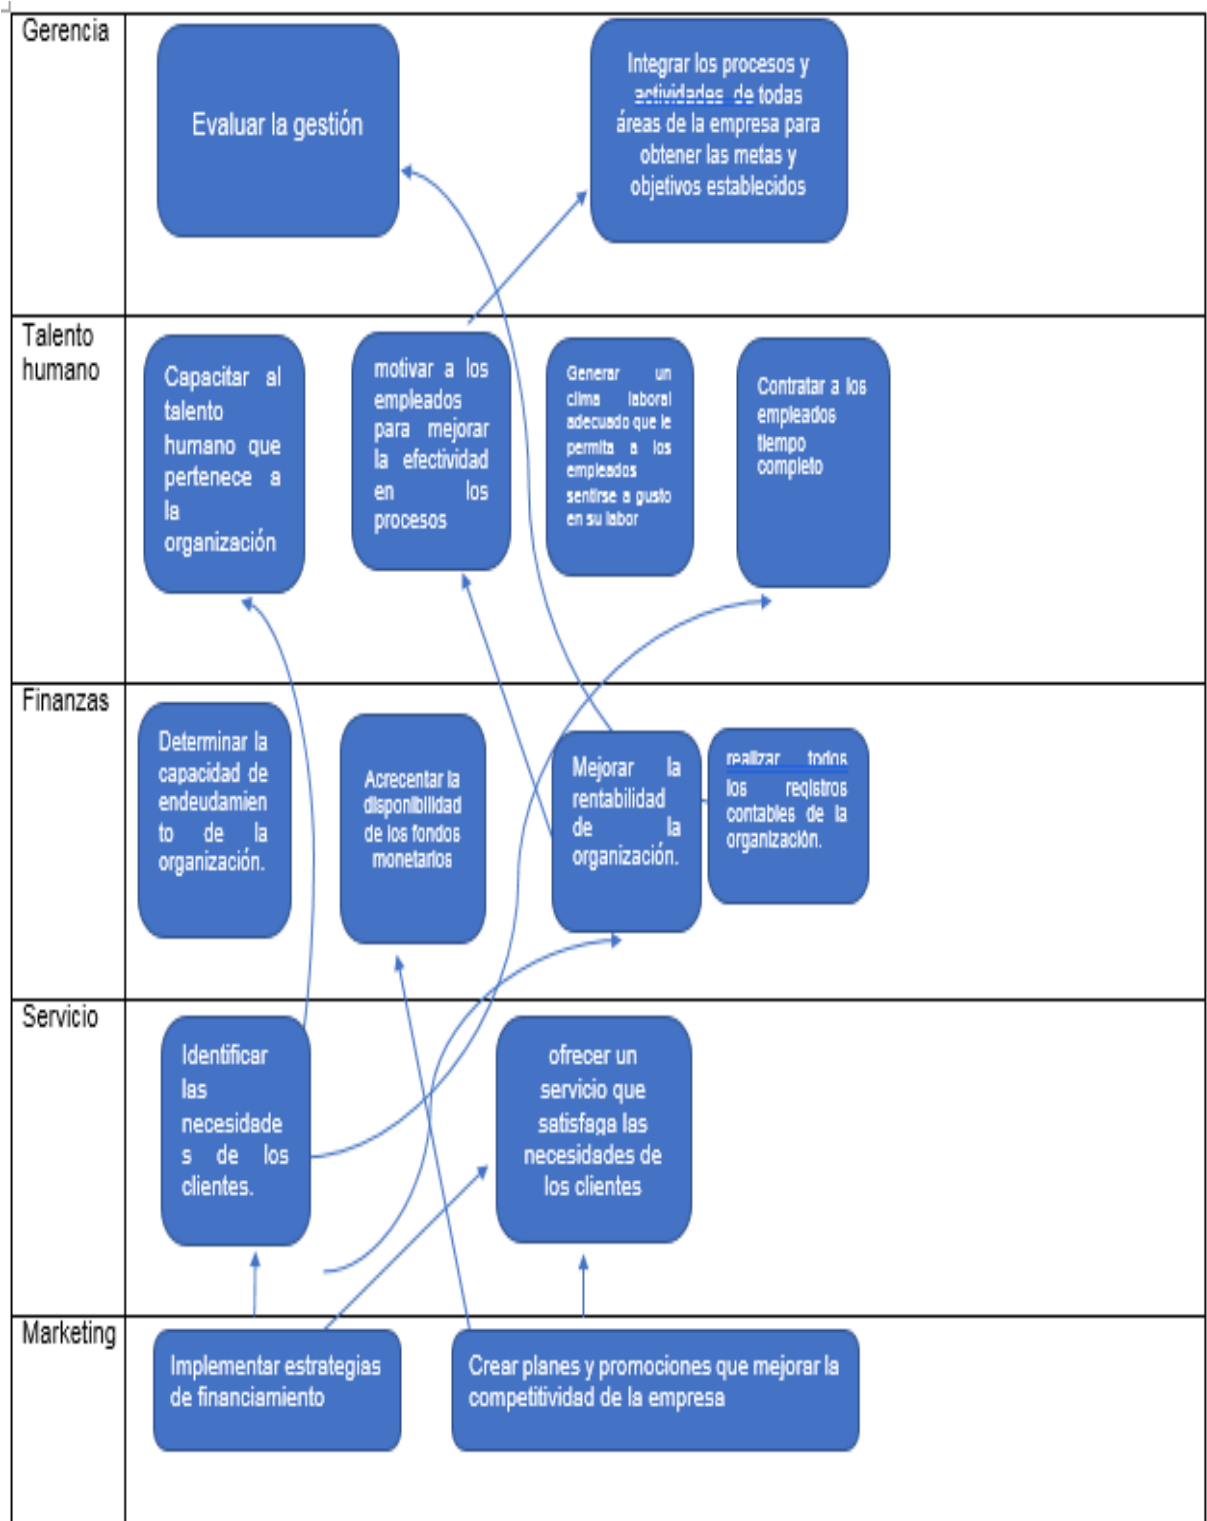 Gerencia
Evaluar la gestión
Integrar los procesos y
actividades de todas
áreas de la empresa para
obtener las metas y
objetivos establecidos
Talento
humano
Capacitar al
talento
humano que
pertenece a
la
organización
motivar a los
empleados
para mejorar
la efectividad
en los
procesos
Generar un
clima laboral
adecuado que le
permita a los
empleados
sentirse a gusto
en su labor
Contratar a los
empleados
tiempo
completo
Finanzas
Determinar la
capacidad de
endeudamien
to de la
organización.
Acrecentar la
disponibilidad
de los fondos
monetarios
Mejorar la
rentabilidad
de la
organización.
realizar todos
los registros
contables de la
organización.
Servicio
Identificar
las
necesidade
s de los
clientes.
ofrecer un
servicio que
satisfaga las
necesidades de
los clientes
Marketing
Implementar estrategias
de financiamiento
Crear planes y promociones que mejorar la
competitividad de la empresa